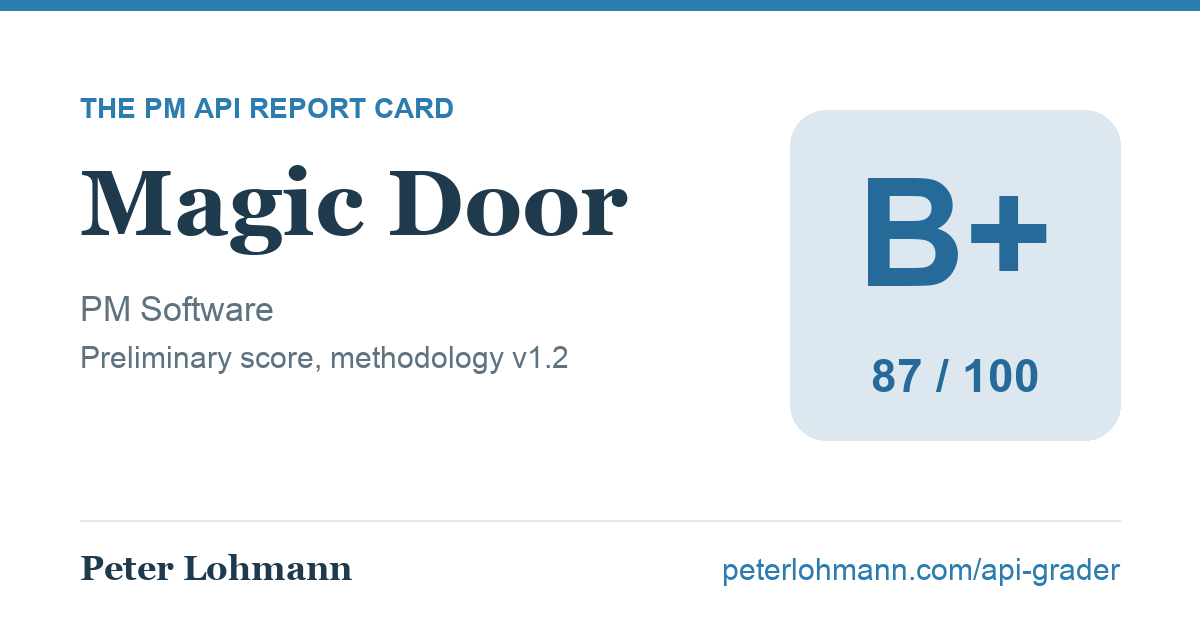 THE PM API REPORT CARD
Magic Door
PM Software
Preliminary score, methodology v1.2
B+
87 / 100
Peter Lohmann
peterlohmann.com/api-grader